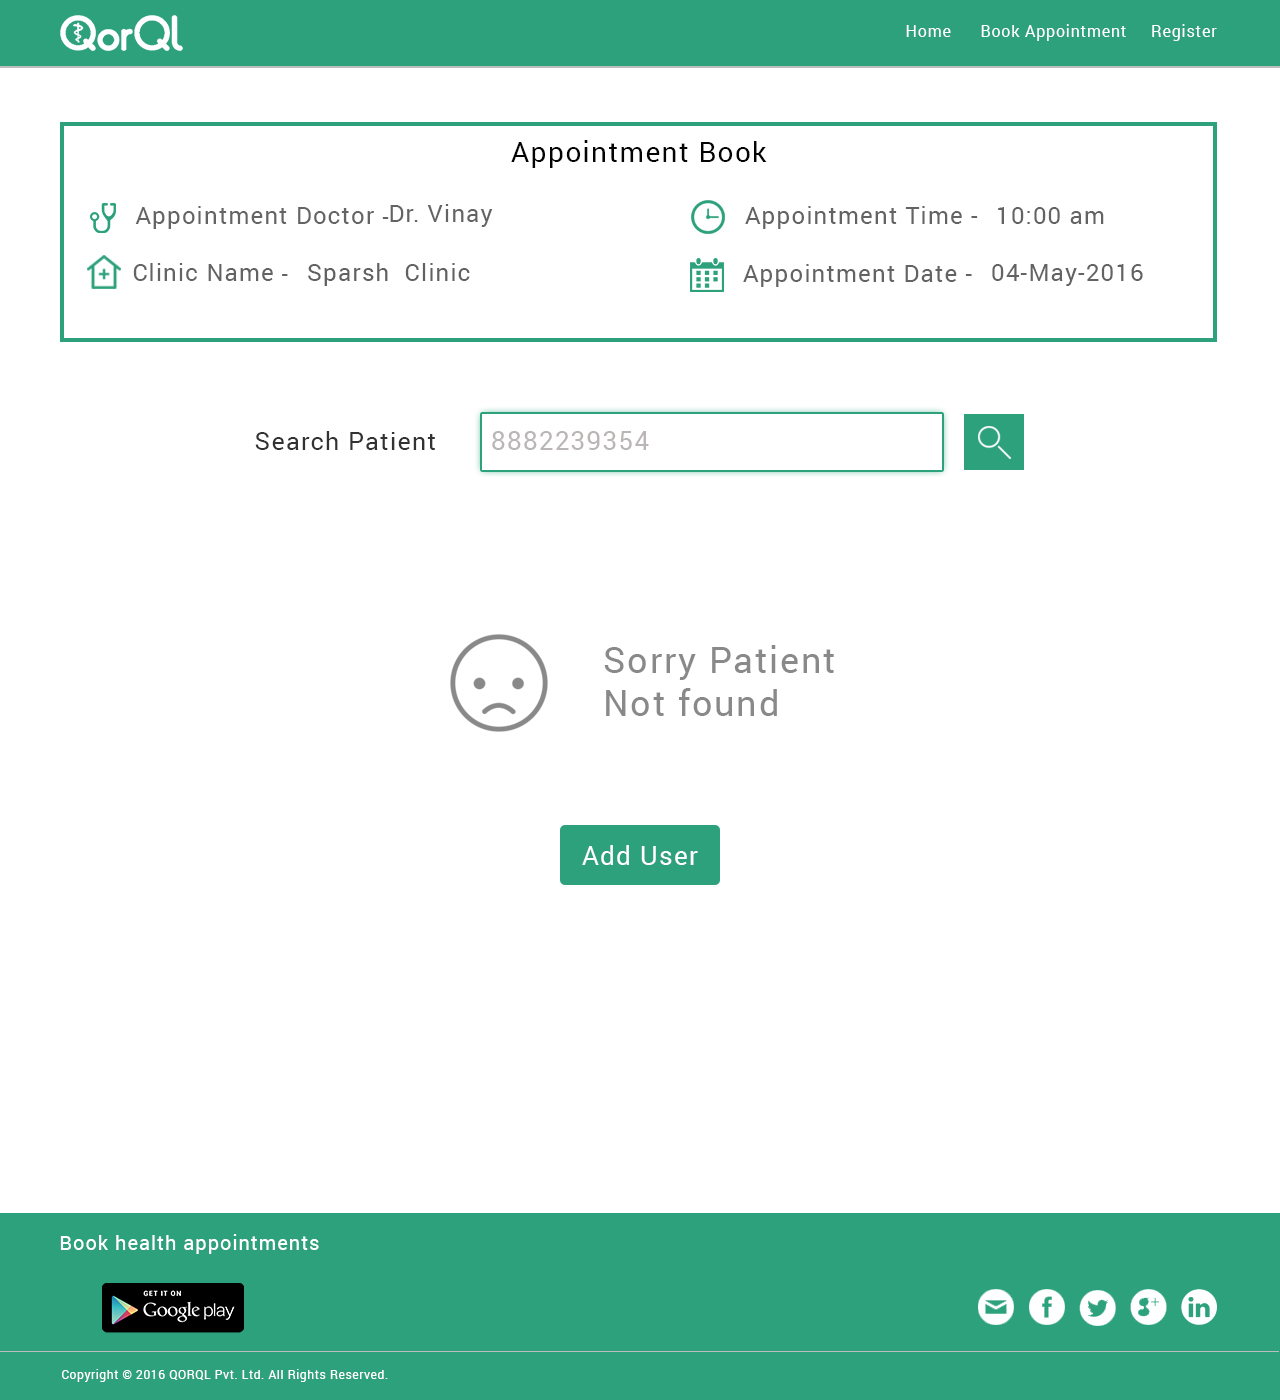 QorQl
Home Book Appointment Register
Appointment Book
Appointment Doctor -Dr. Vinay
Appointment Time - 10:00 am
Clinic Name - Sparsh Clinic
Appointment Date - 04-May-2016
Search Patient 8882239354
Sorry Patient
Not found
Add User
Book health appointments
GET IT ON
Google play
Copyright © 2016 QORQL Pvt. Ltd. All Rights Reserved.